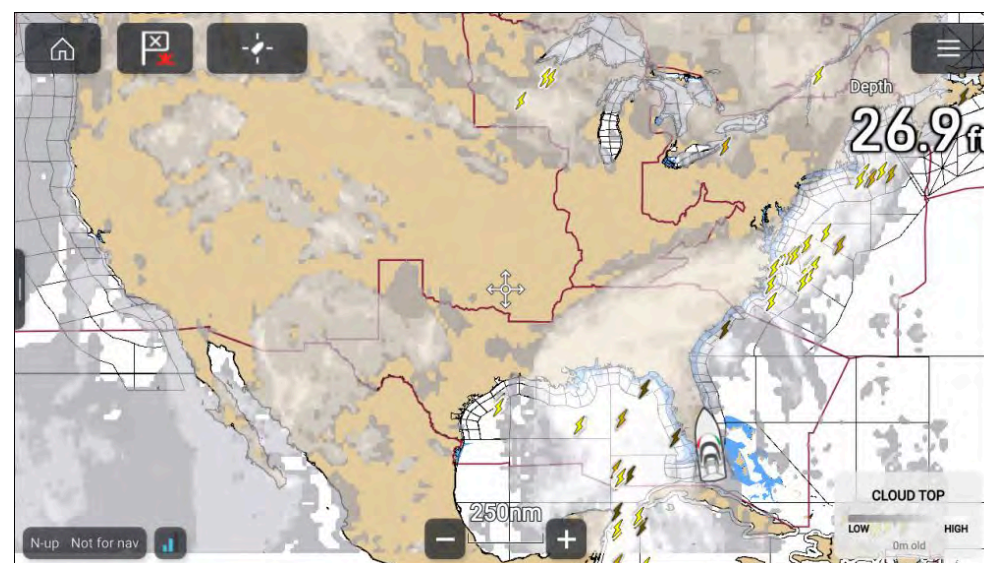 Depth
26.9 ft
250nm
CLOUD TOP
LOW HIGH
0m old
N-up Not for nav